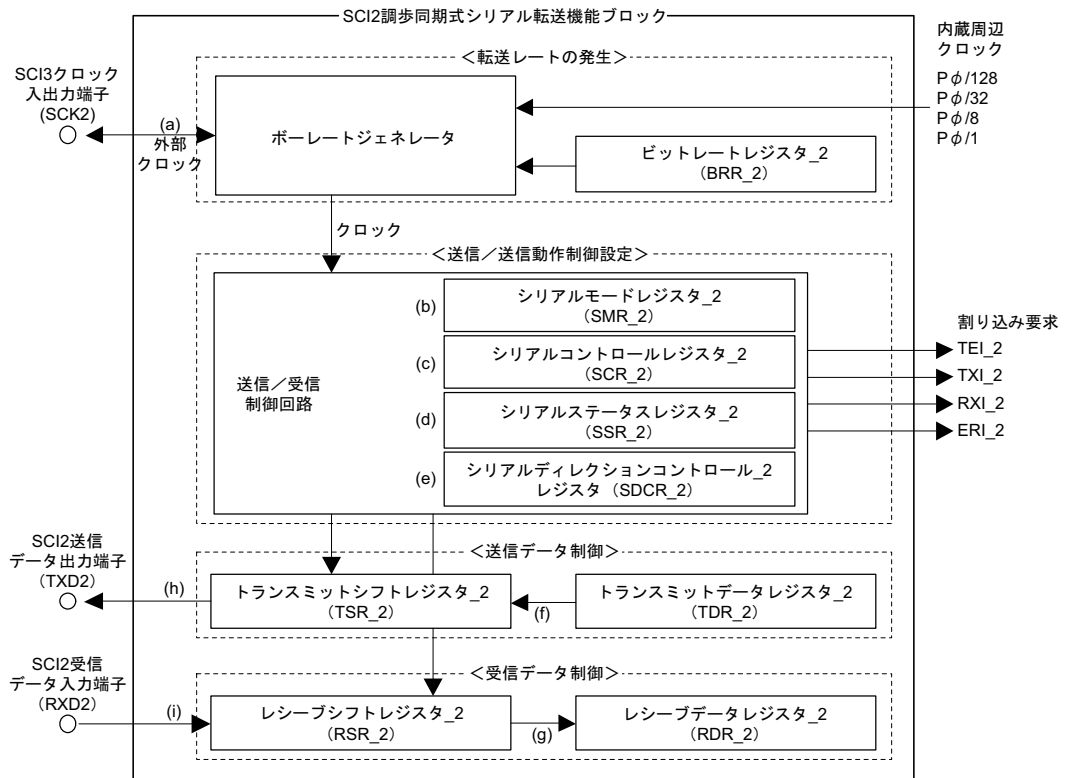 SCI2調歩同期式シリアル転送機能ブロック
＜転送レートの発生＞
内蔵周辺
クロック
Pφ/128
Pφ/32
Pφ/8
Pφ/1
SCI3クロック
入出力端子
(SCK2)
(a)
外部
クロック
ボーレートジェネレータ
ビットレートレジスタ_2
(BRR_2)
クロック
＜送信／送信動作制御設定＞
送信／受信
制御回路
(b)
シリアルモードレジスタ_2
（SMR_2）
(c)
シリアルコントロールレジスタ_2
（SCR_2）
(d)
シリアルステータスレジスタ_2
（SSR_2）
(e)
シリアルディレクションコントロール_2
レジスタ（SDCR_2）
割り込み要求
TEI_2
TXI_2
RXI_2
ERI_2
SCI2送信
データ出力端子
(TXD2)
(h)
＜送信データ制御＞
トランスミットシフトレジスタ_2
（TSR_2）
(f)
トランスミットデータレジスタ_2
（TDR_2）
SCI2受信
データ入力端子
(RXD2)
(i)
＜受信データ制御＞
レシーブシフトレジスタ_2
（RSR_2）
(g)
レシーブデータレジスタ_2
（RDR_2）